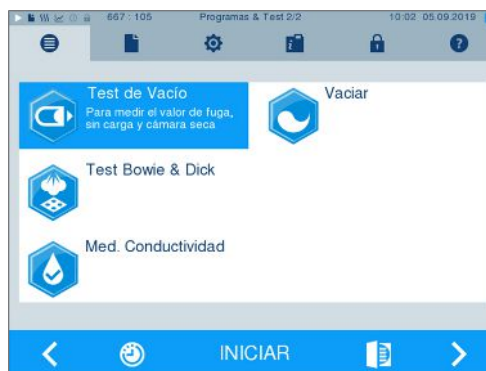 667 : 105 Programas & Test 2/2 10:02 05.09.2019
Test de Vacío
Para medir el valor de fuga,
sin carga y cámara seca
Vaciar
Test Bowie & Dick
Med. Conductividad
INICIAR